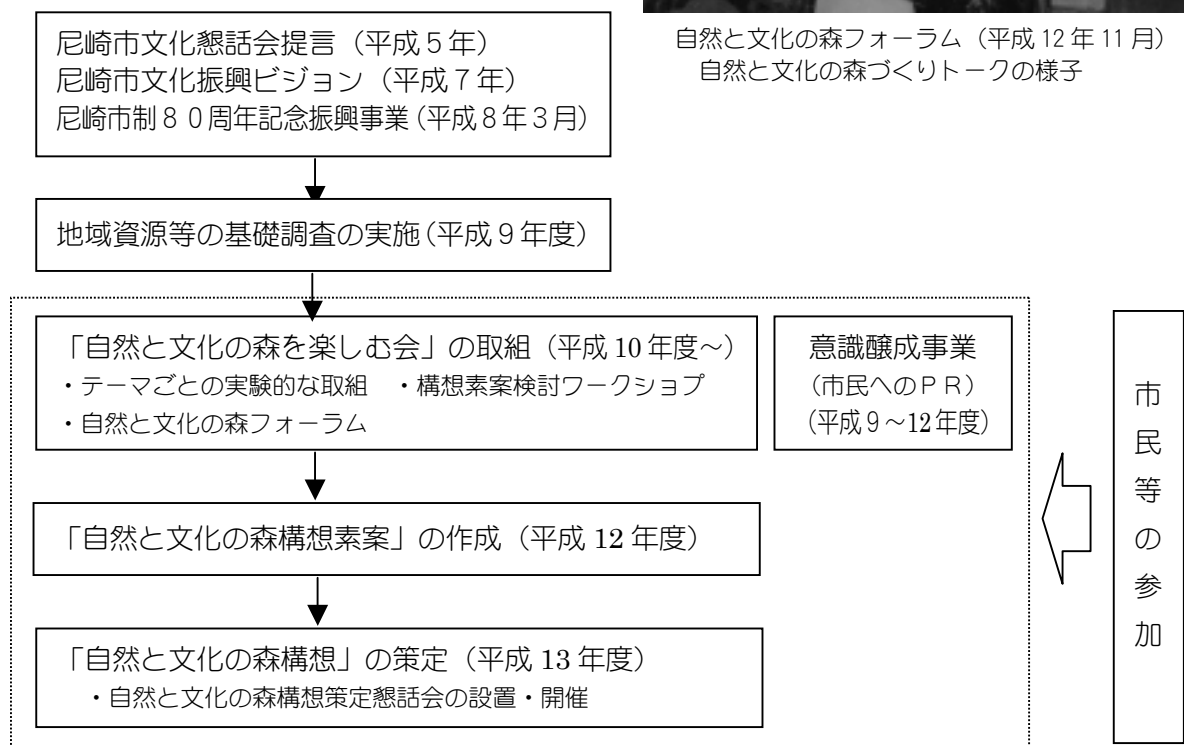 自然と文化の森フォーラム（平成12年11月）
自然と文化の森づくりトークの様子
尼崎市文化懇話会提言（平成５年）
尼崎市文化振興ビジョン（平成７年）
尼崎市制８０周年記念振興事業（平成８年３月）
地域資源等の基礎調査の実施（平成９年度）
「自然と文化の森を楽しむ会」の取組（平成10年度～）
・テーマごとの実験的な取組　・構想素案検討ワークショップ
・自然と文化の森フォーラム
意識醸成事業
（市民へのＰＲ）
（平成９～12年度）
「自然と文化の森構想素案」の作成（平成12年度）
「自然と文化の森構想」の策定（平成13年度）
・自然と文化の森構想策定懇話会の設置・開催
市民等の参加